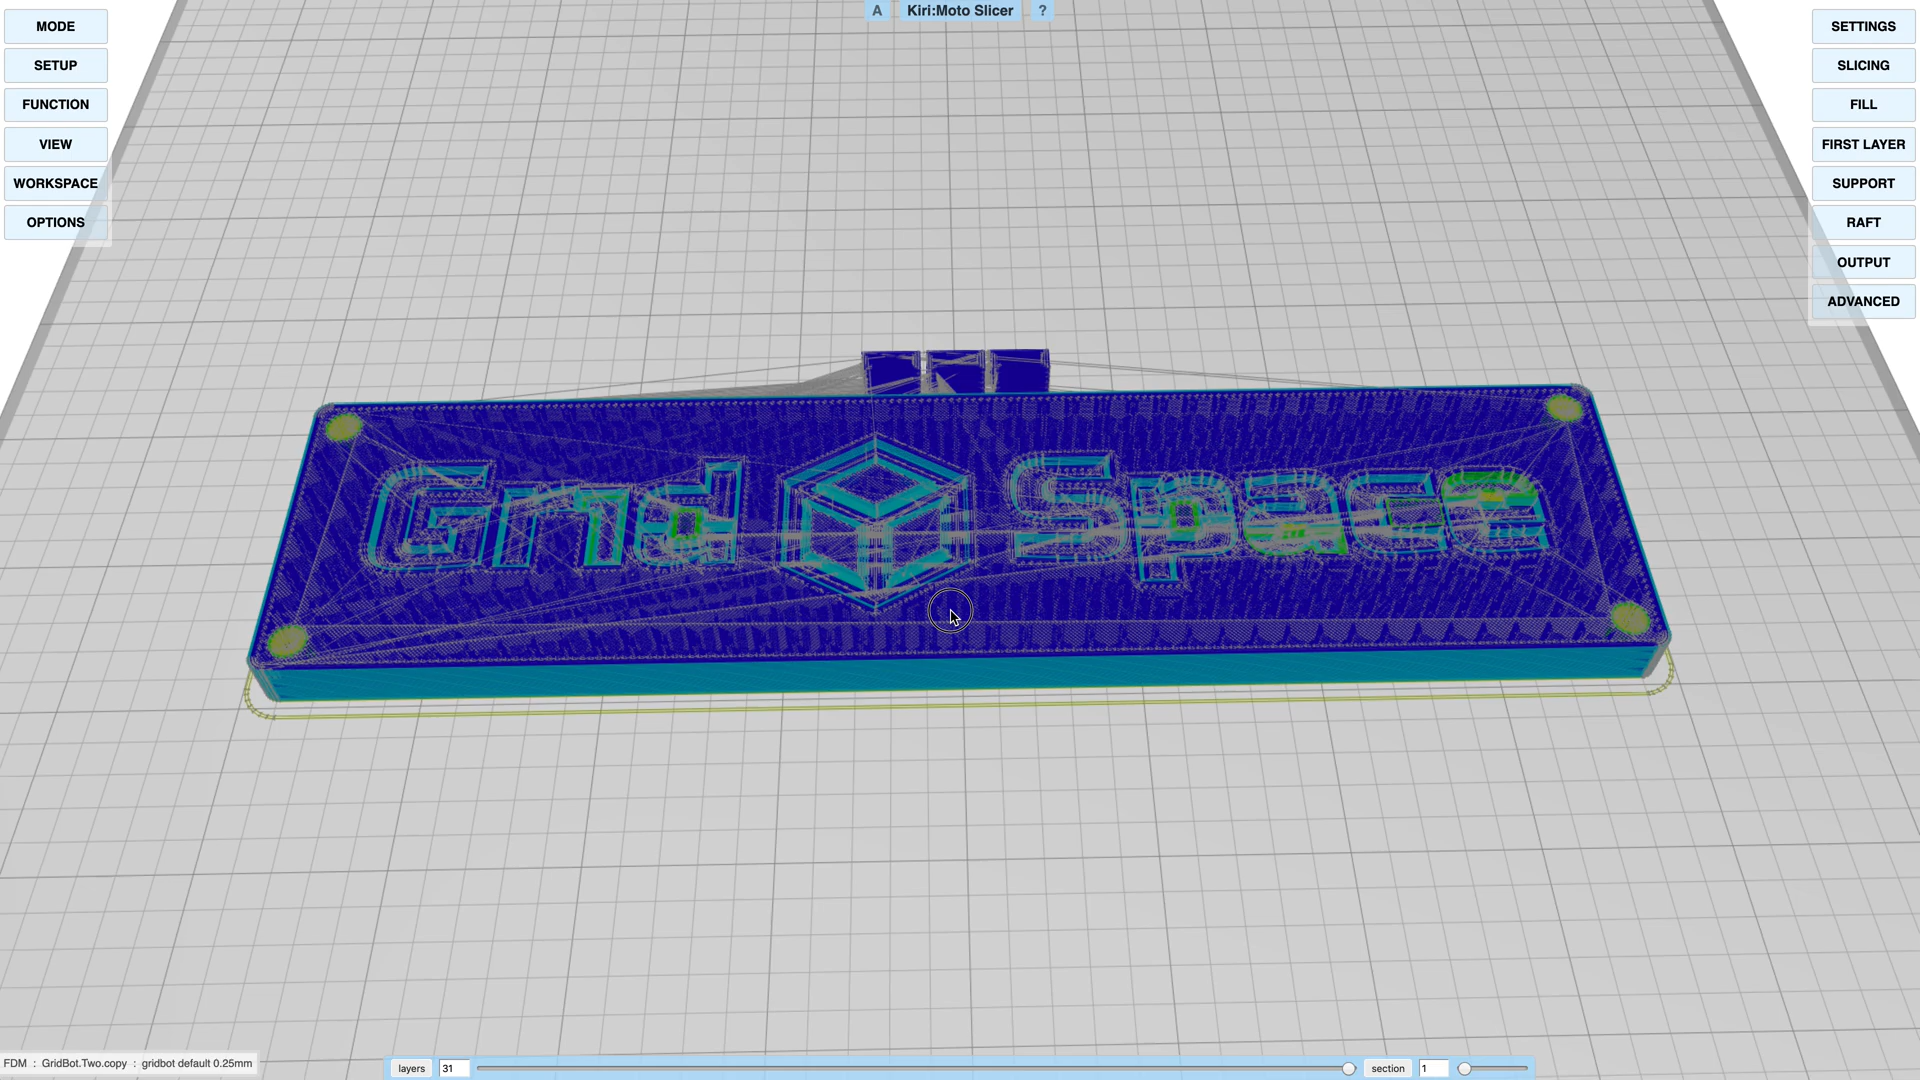 A Kiri:Moto Slicer ?
MODE
SETUP
FUNCTION
VIEW
WORKSPACE
OPTIONS
SETTINGS
SLICING
FILL
FIRST LAYER
SUPPORT
RAFT
OUTPUT
ADVANCED
Grid Space
FDM : GridBot.Two.copy : gridbot default 0.25mm
layers 31 section 1